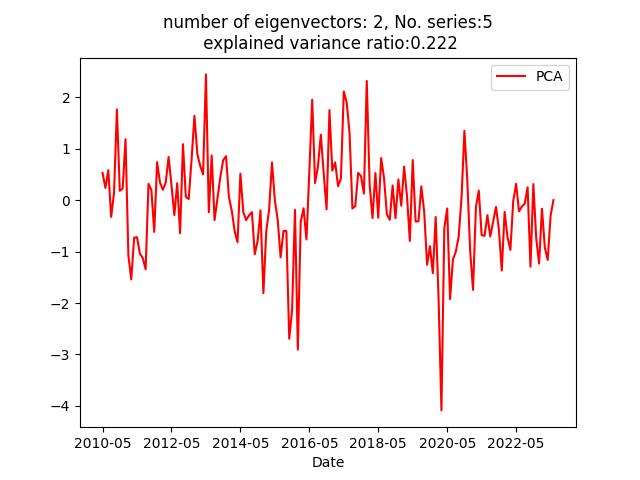 number of eigenvectors: 2, No. series:5
explained variance ratio:0.222
PCA
2
1
0
−1
−2
−3
−4
2010-05 2012-05 2014-05 2016-05 2018-05 2020-05 2022-05
Date